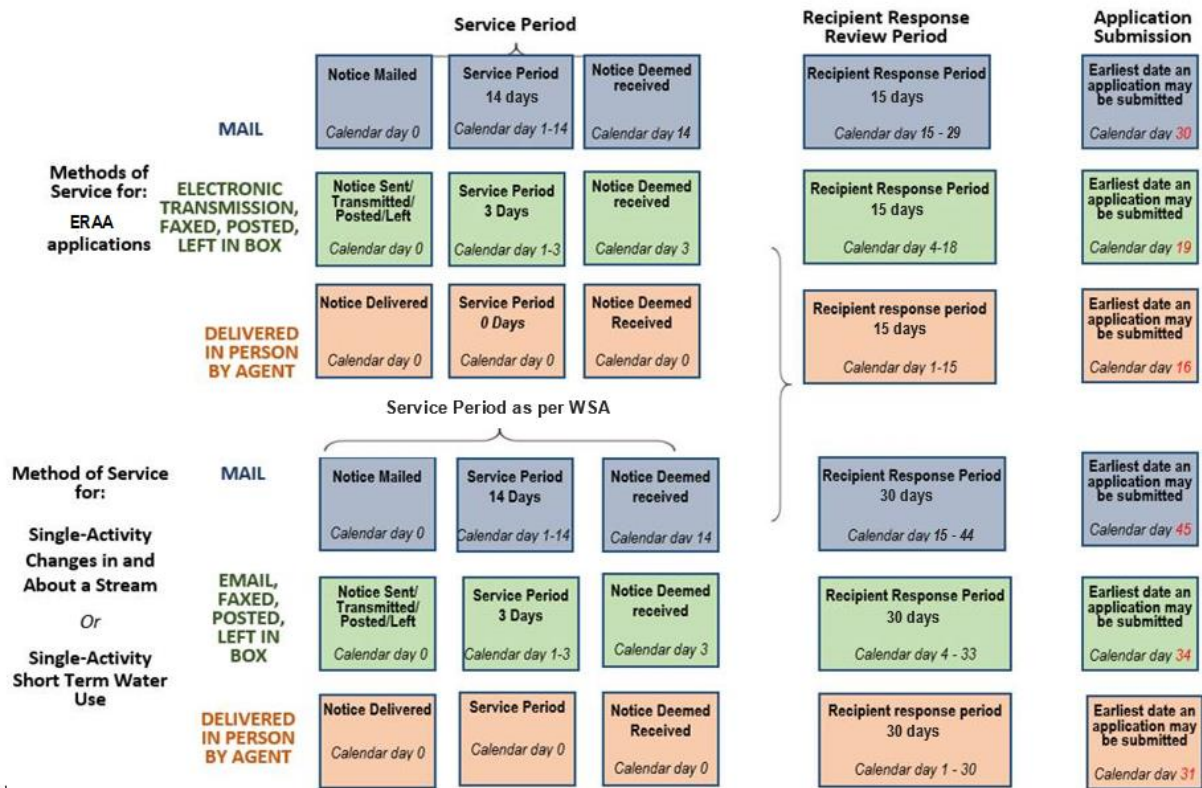 Service Period
Recipient Response
Review Period
Application
Submission
MAIL
Notice Mailed
Calendar day 0
Service Period
14 days
Calendar day 1-14
Notice Deemed
received
Calendar day 14
Recipient Response Period
15 days
Calendar day 15 - 29
Earliest date an
application may
be submitted
Calendar day 30
Methods of
Service for:
ERAA
applications
ELECTRONIC
TRANSMISSION,
FAXED, POSTED,
LEFT IN BOX
Notice Sent/
Transmitted/
Posted/Left
Calendar day 0
Service Period
3 Days
Calendar day 1-3
Notice Deemed
received
Calendar day 3
Recipient Response Period
15 days
Calendar day 4-18
Earliest date an
application may
be submitted
Calendar day 19
DELIVERED
IN PERSON
BY AGENT
Notice Delivered
Calendar day 0
Service Period
0 Days
Calendar day 0
Notice Deemed
Received
Calendar day 0
Recipient response period
15 days
Calendar day 1-15
Earliest date an
application may
be submitted
Calendar day 16
Service Period as per WSA
Method of Service
for:
Single-Activity
Changes in and
About a Stream
Or
Single-Activity
Short Term Water
Use
MAIL
Notice Mailed
Calendar day 0
Service Period
14 Days
Calendar day 1-14
Notice Deemed
received
Calendar day 14
Recipient Response Period
30 days
Calendar day 15 - 44
Earliest date an
application may
be submitted
Calendar day 45
EMAIL,
FAXED,
POSTED,
LEFT IN
BOX
Notice Sent/
Transmitted/
Posted/Left
Calendar day 0
Service Period
3 Days
Calendar day 1-3
Notice Deemed
received
Calendar day 3
Recipient Response Period
30 days
Calendar day 4 - 33
Earliest date an
application may
be submitted
Calendar day 34
DELIVERED
IN PERSON
BY AGENT
Notice Delivered
Calendar day 0
Service Period
Calendar day 0
Notice Deemed
Received
Calendar day 0
Recipient response period
30 days
Calendar day 1 - 30
Earliest date an
application may
be submitted
Calendar day 31